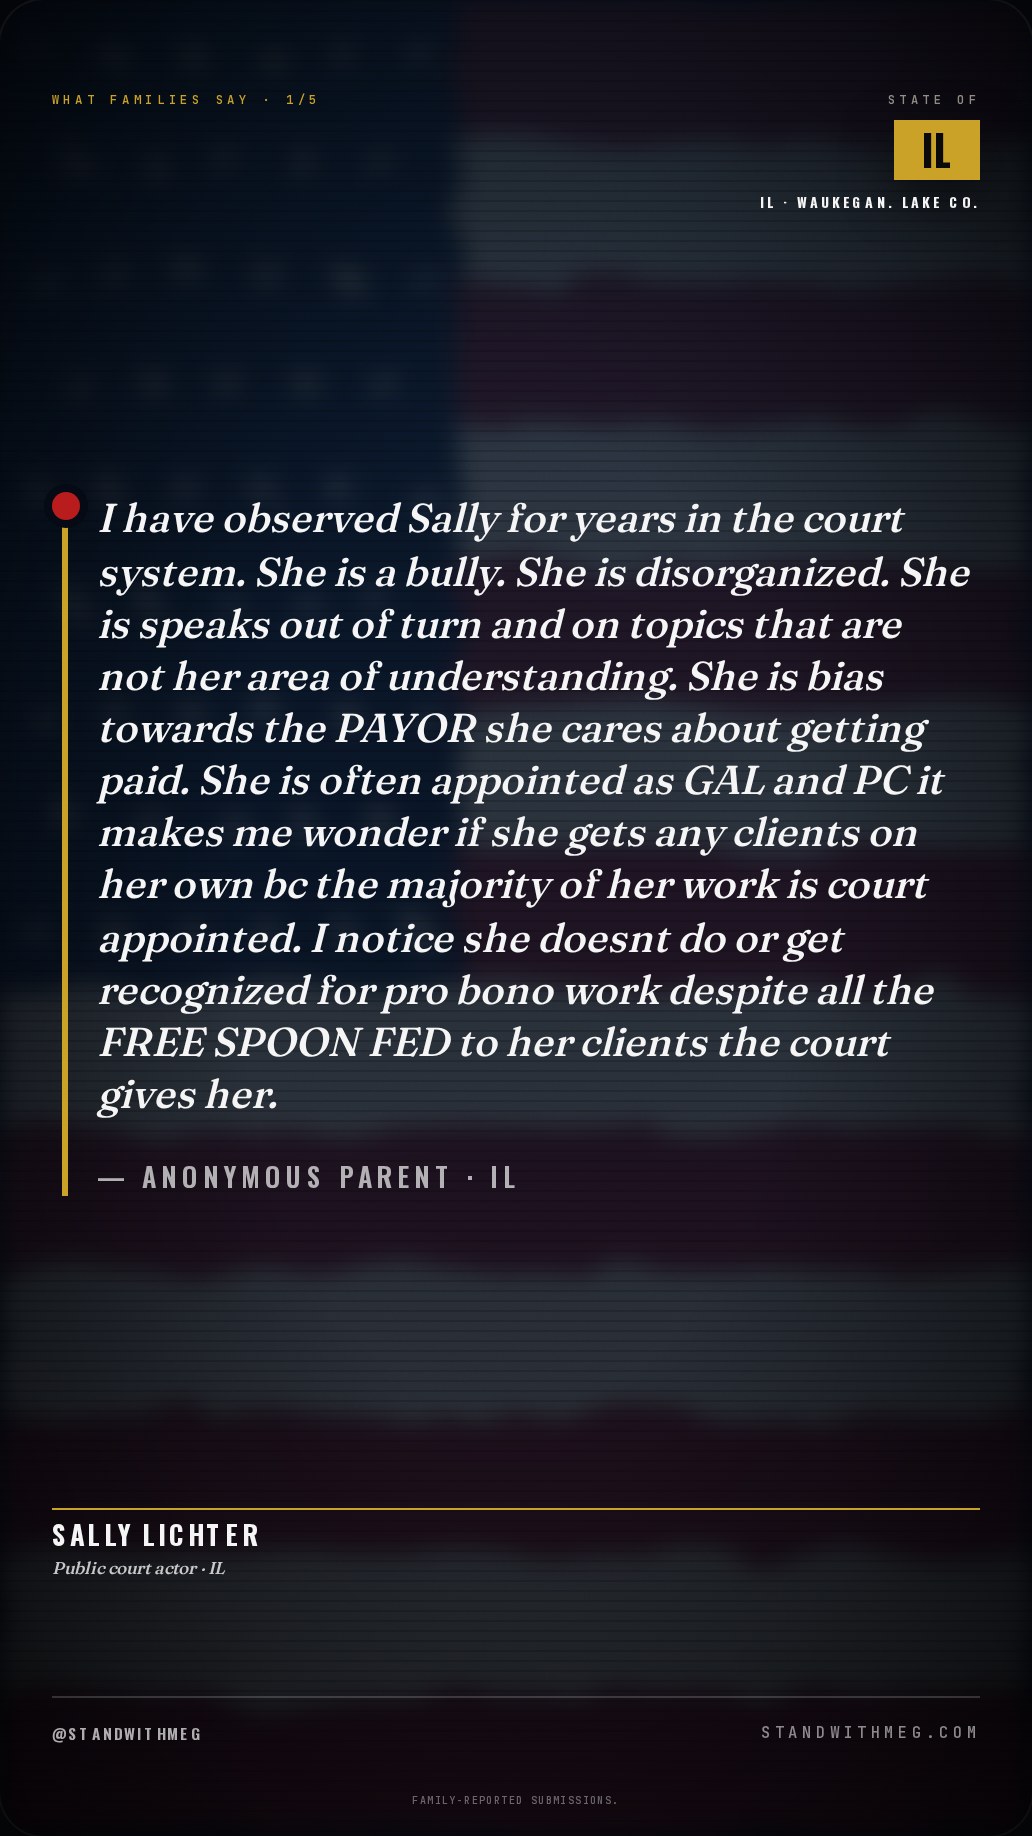 WHAT FAMILIES SAY · 1/5
STATE OF
IL
IL · WAUKEGAN. LAKE CO.
I have observed Sally for years in the court
system. She is a bully. She is disorganized. She
is speaks out of turn and on topics that are
not her area of understanding. She is bias
towards the PAYOR she cares about getting
paid. She is often appointed as GAL and PC it
makes me wonder if she gets any clients on
her own bc the majority of her work is court
appointed. I notice she doesnt do or get
recognized for pro bono work despite all the
FREE SPOON FED to her clients the court
gives her.
— ANONYMOUS PARENT · IL
SALLY LICHTER
Public court actor · IL
@STANDWITHMEG
STANDWITHMEG.COM
FAMILY-REPORTED SUBMISSIONS.